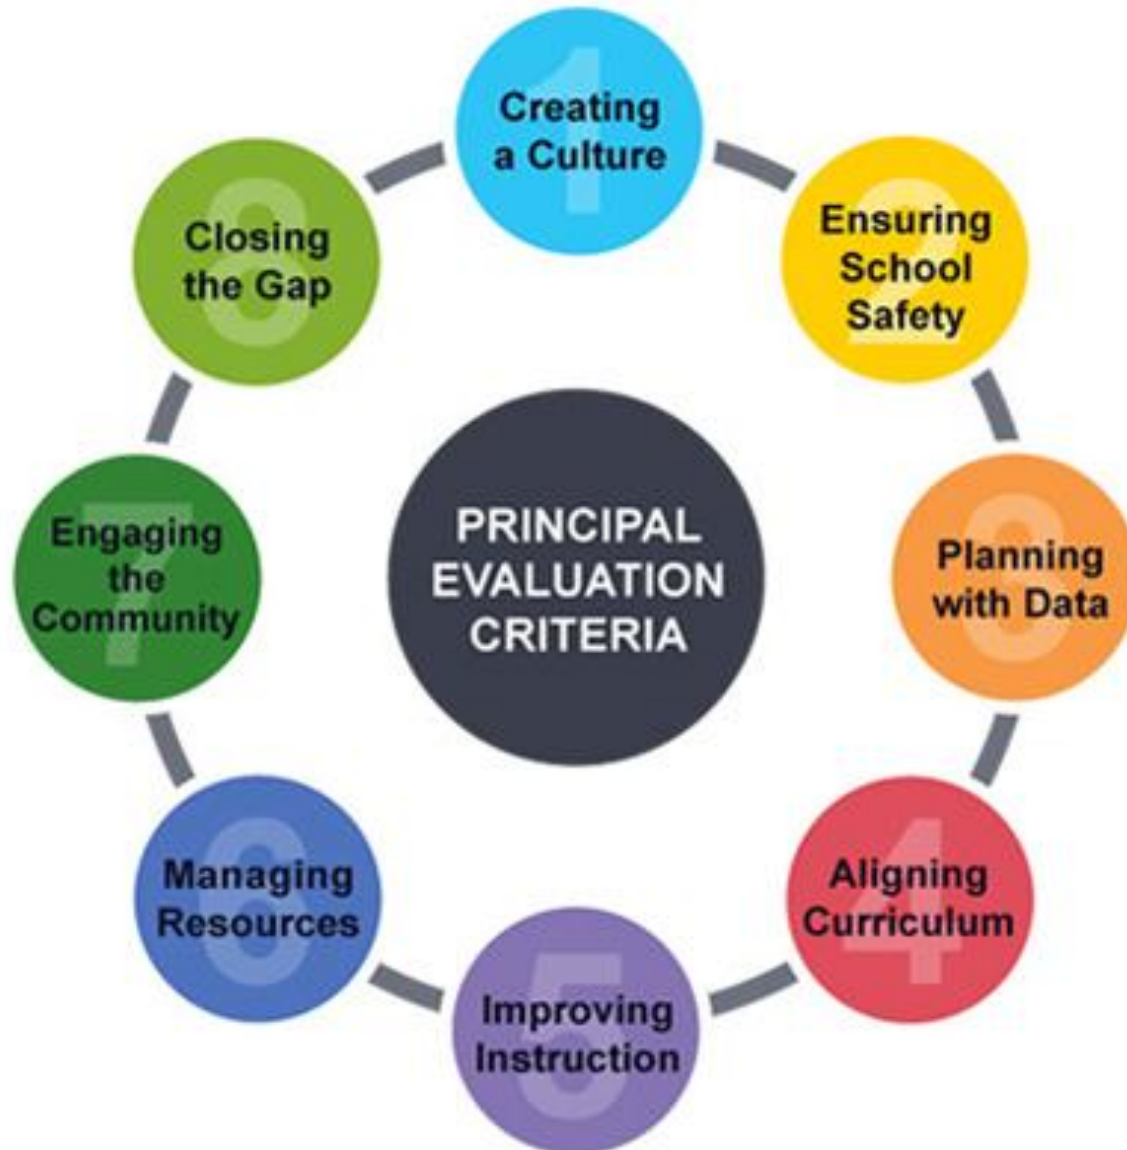 1
Creating
a Culture
2
Ensuring
School
Safety
3
Planning
with Data
4
Aligning
Curriculum
5
Improving
Instruction
6
Managing
Resources
7
Engaging
the
Community
8
Closing
the Gap
PRINCIPAL
EVALUATION
CRITERIA